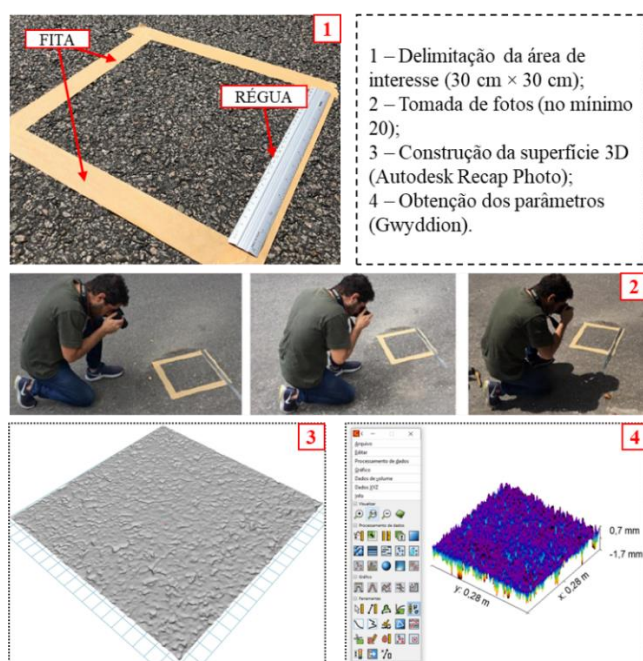 FITA
1
RÉGUA
1 – Delimitação da área de
interesse (30 cm × 30 cm);
2 – Tomada de fotos (no mínimo
20);
3 – Construção da superfície 3D
(Autodesk Recap Photo);
4 – Obtenção dos parâmetros
(Gwyddion).
2
3
4
Arquivo
Editar
Processamento de dados
Gráfico
Dados de volume
Dados XYZ
Info
Visualizar
Processamento de dados
Gráfico
Ferramentas
0,7 mm
-1,7 mm
y: 0,28 m
x: 0,28 m